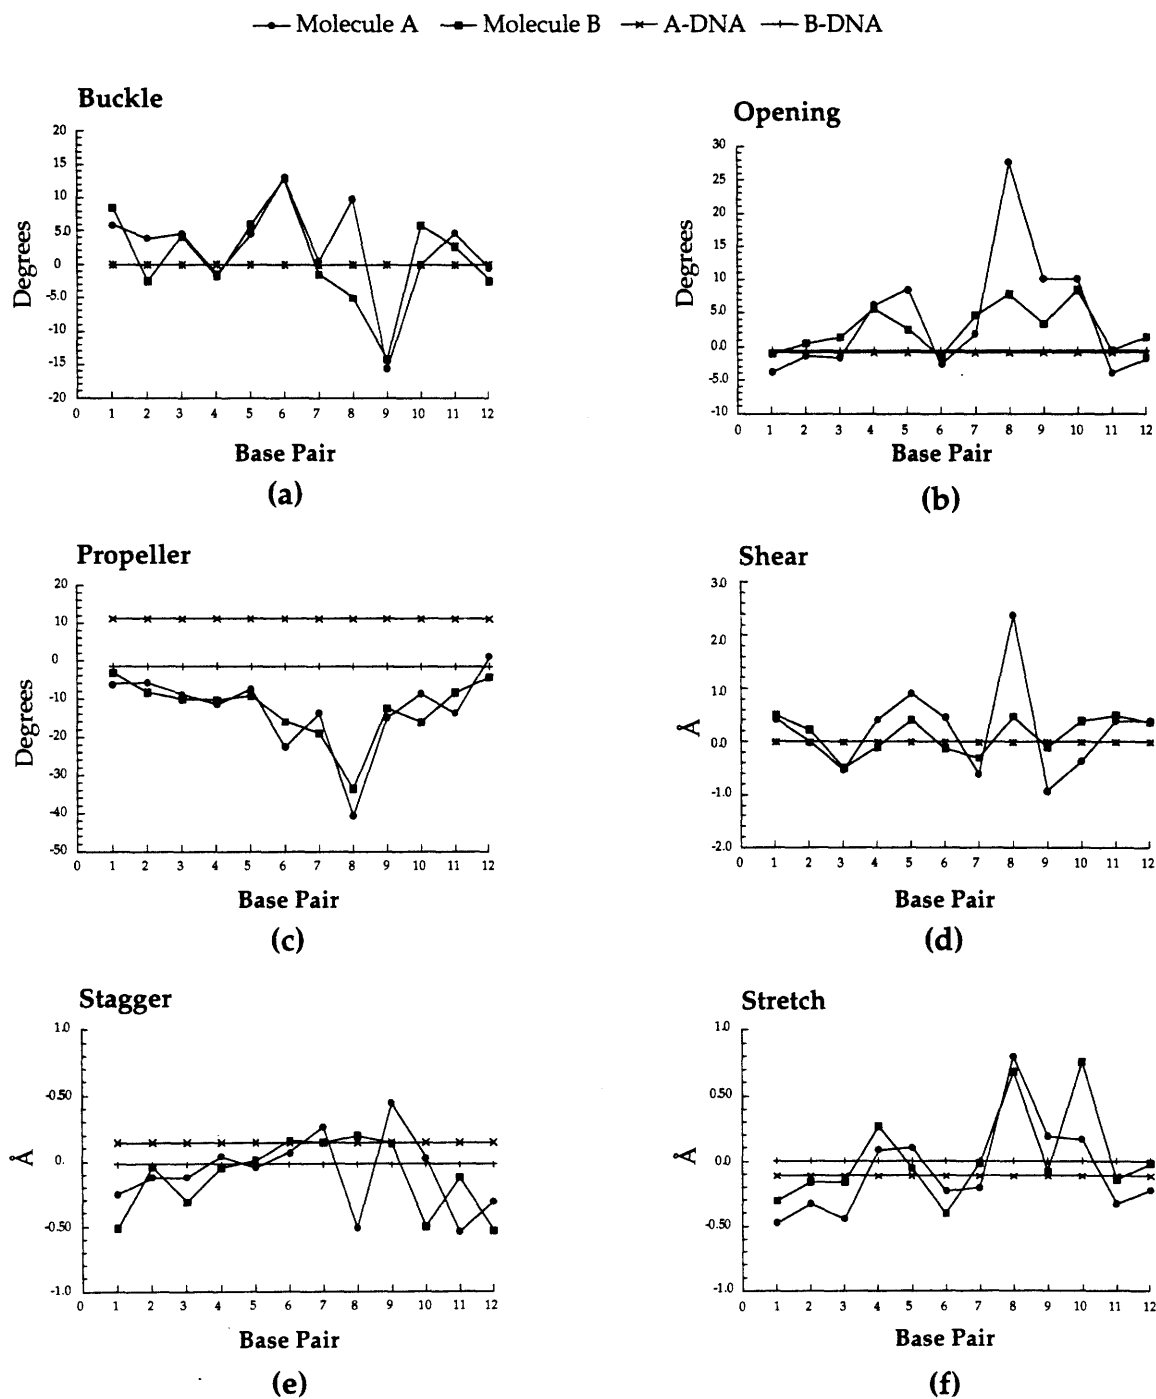 Molecule A Molecule B A-DNA B-DNA
Buckle
20
15
10
5.0
0
-5.0
-10
-15
-20
Degrees
0 1 2 3 4 5 6 7 8 9 10 11 12
Base Pair
(a)
Opening
30
25
20
15
10
5.0
0.0
-5.0
-10
Degrees
0 1 2 3 4 5 6 7 8 9 10 11 12
Base Pair
(b)
Propeller
20
10
0
-10
-20
-30
-40
-50
Degrees
0 1 2 3 4 5 6 7 8 9 10 11 12
Base Pair
(c)
Shear
3.0
2.0
1.0
0.0
-1.0
-2.0
Å
0 1 2 3 4 5 6 7 8 9 10 11 12
Base Pair
(d)
Stagger
1.0
-0.50
0.
-0.50
-1.0
Å
0 1 2 3 4 5 6 7 8 9 10 11 12
Base Pair
(e)
Stretch
1.0
0.50
0.0
-0.50
-1.0
Å
0 1 2 3 4 5 6 7 8 9 10 11 12
Base Pair
(f)